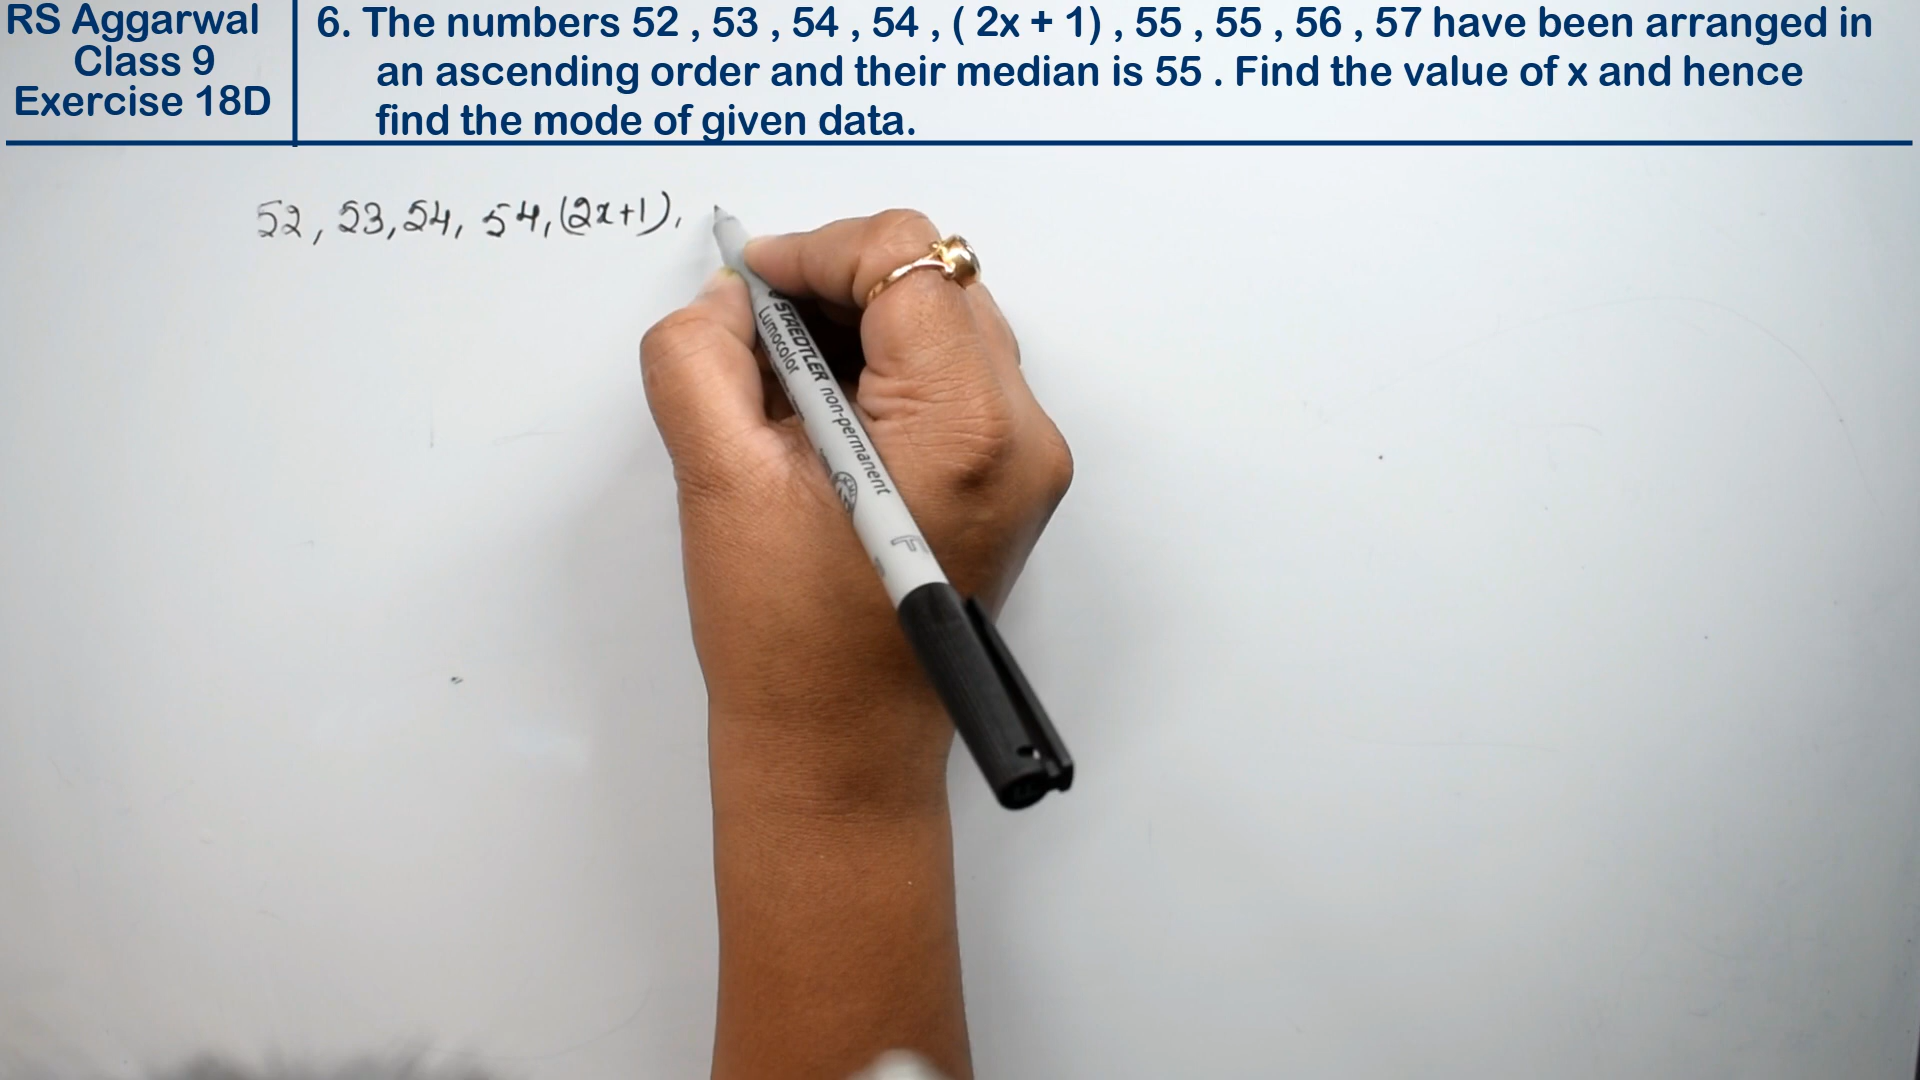 RS Aggarwal
Class 9
Exercise 18D
6. The numbers 52 , 53 , 54 , 54 , ( 2x + 1) , 55 , 55 , 56 , 57 have been arranged in
an ascending order and their median is 55 . Find the value of x and hence
find the mode of given data.
52, 53, 54, 54, (2x+1),
STAEDTLER non-permanent
Lumocolor
F